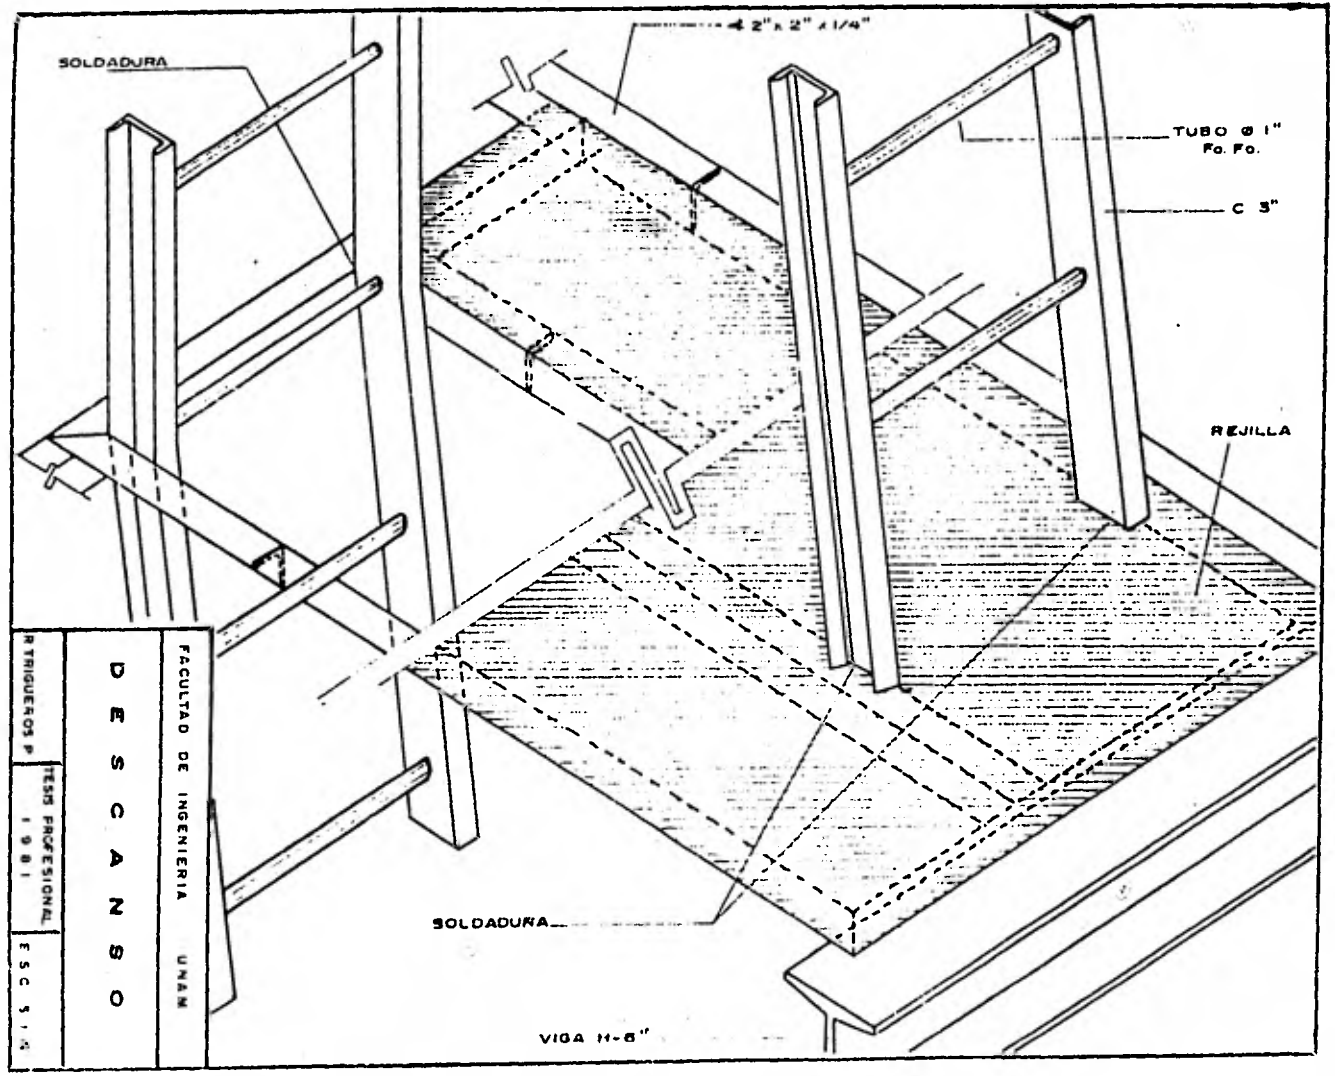 SOLDADURA
2" x 2" x 1/4"
TUBO Ø 1"
Fo. Fo.
C 3"
REJILLA
SOLDADURA
VIGA H-6"
FACULTAD DE INGENIERIA UNAM
DESCANSO
R TRIGUEROS P
TESIS PROFESIONAL
1981
ESC